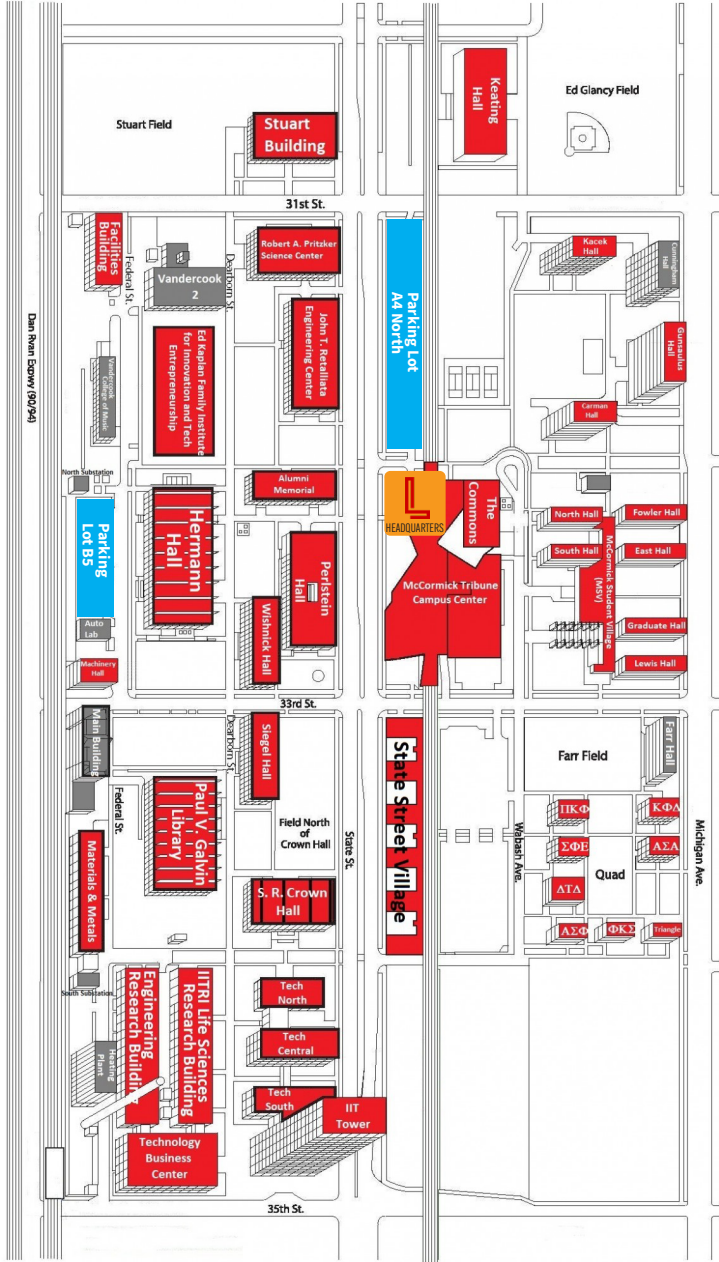 Keating
Hall
Ed Glancy Field
Stuart Field
Stuart
Building
31st St.
Facilities
Building
Federal St.
Vandercook
2
Dearborn St.
Robert A. Pritzker
Science Center
Parking Lot
A4 North
Kacek
Hall
Cunningham
Hall
Dan Ryan Expwy (90/94)
Vandercook
College of Music
Ed Kaplan Family Institute
for Innovation and Tech
Entrepreneurship
John T. Retalliata
Engineering Center
Gunsaulus
Hall
Carman
Hall
North Substation
Alumni
Memorial
HEADQUARTERS
The
Commons
North Hall
Fowler Hall
Parking
Lot B5
Hermann
Hall
Perlstein
Hall
South Hall
East Hall
McCormick Tribune
Campus Center
McCormick Student Village
(MSV)
Auto
Lab
Wishnick Hall
Graduate Hall
Machinery
Hall
Lewis Hall
33rd St.
Main Building
Dearborn St.
Siegel Hall
State Street Village
Farr Field
Farr Hall
Federal St.
Paul V. Galvin
Library
Field North
of
Crown Hall
State St.
Wabash Ave.
Michigan Ave.
ΠΚΦ
ΚΦΔ
ΣΦΕ
ΑΣΑ
Quad
Materials & Metals
S. R. Crown
Hall
ΔΤΔ
ΑΣΦ
ΦΚΣ
Triangle
South Substation
Engineering
Research Building
IITRI Life Sciences
Research Building
Tech
North
Heating
Plant
Tech
Central
Tech
South
IIT
Tower
Technology
Business
Center
35th St.